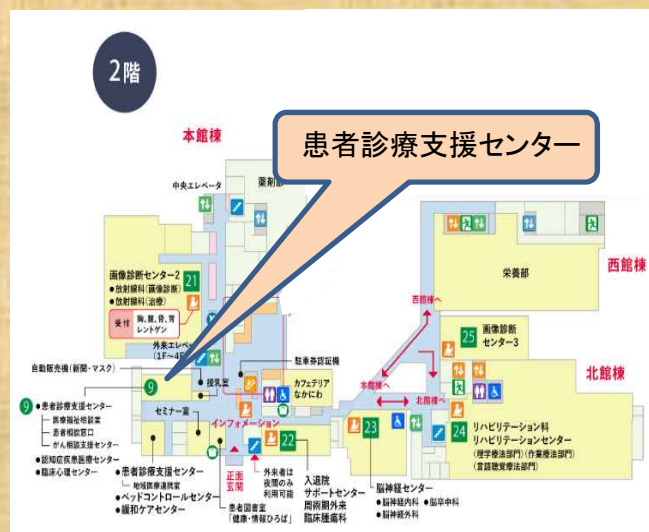 2階
本館棟
患者診療支援センター
中央エレベータ
薬剤部
画像診断センター2 21
●放射線科(画像診断)
●放射線科(治療)
受付 胸、腹、骨、胃
レントゲン
外来エレベータ
(1F〜4F)
自動販売機(新聞・マスク)
授乳室
駐車券認証機
カフェテリア
なかにわ
9
セミナー室
インフォメーション
9 ●患者診療支援センター
医療福祉相談室
患者相談窓口
がん相談支援センター
●認知症疾患医療センター
●臨床心理センター
●患者診療支援センター
地域医療連携室
●ベッドコントロールセンター
●緩和ケアセンター
正面
玄関
患者図書室
「健康・情報ひろば」
外来者は
夜間のみ
利用可能
22
入退院
サポートセンター
周術期外来
臨床腫瘍科
23
脳神経センター
●脳神経内科 ●脳卒中科
●脳神経外科
西館棟へ
本館棟へ
北館棟へ
栄養部
西館棟
25 画像診断
センター3
北館棟
24 リハビリテーション科
リハビリテーションセンター
(理学療法部門)(作業療法部門)
(言語聴覚療法部門)